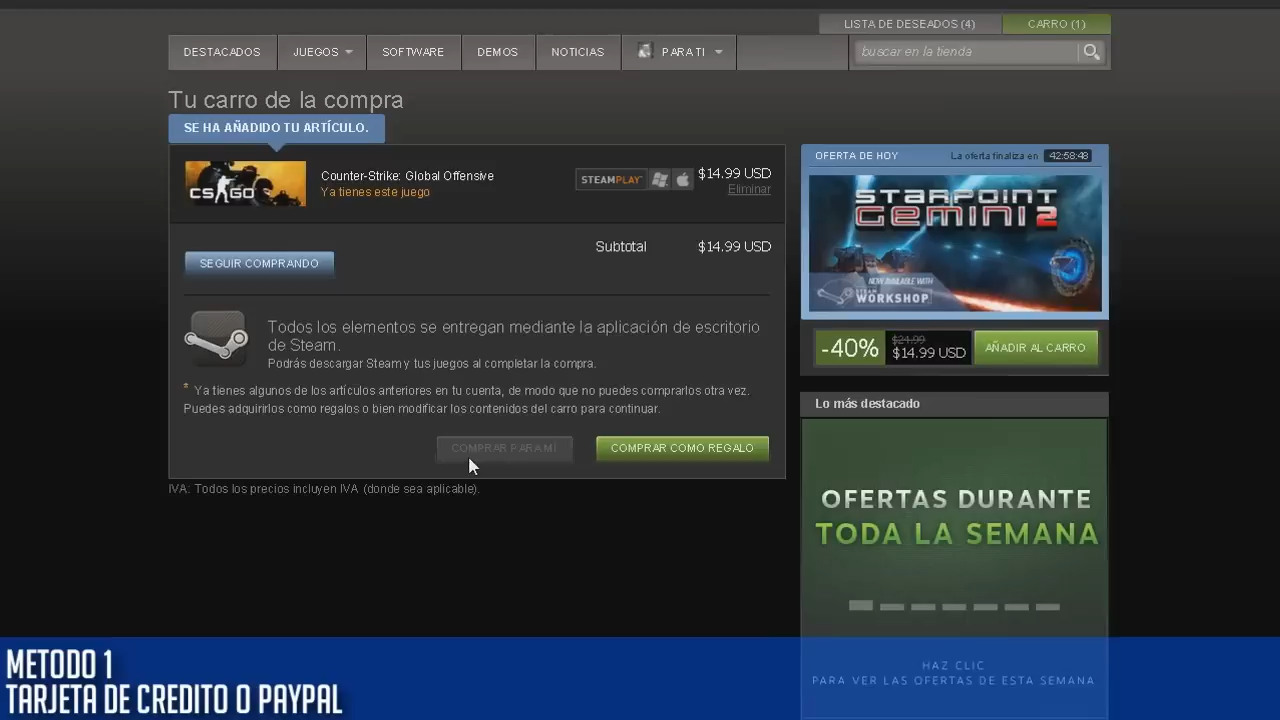 LISTA DE DESEADOS (4)
CARRO (1)
DESTACADOS
JUEGOS
SOFTWARE
DEMOS
NOTICIAS
PARA TI
buscar en la tienda
Tu carro de la compra
SE HA AÑADIDO TU ARTÍCULO.
CS GO
Counter-Strike: Global Offensive
Ya tienes este juego
STEAMPLAY
$14.99 USD
Eliminar
Subtotal
$14.99 USD
SEGUIR COMPRANDO
Todos los elementos se entregan mediante la aplicación de escritorio
de Steam.
Podrás descargar Steam y tus juegos al completar la compra.
* Ya tienes algunos de los artículos anteriores en tu cuenta, de modo que no puedes comprarlos otra vez.
Puedes adquirirlos como regalos o bien modificar los contenidos del carro para continuar.
COMPRAR PARA MÍ
COMPRAR COMO REGALO
IVA: Todos los precios incluyen IVA (donde sea aplicable).
OFERTA DE HOY
La oferta finaliza en
42:58:48
STARPOINT
GEMINI 2
NOW AVAILABLE WITH
STEAM
WORKSHOP
-40%
$24.99
$14.99 USD
AÑADIR AL CARRO
Lo más destacado
OFERTAS DURANTE
TODA LA SEMANA
HAZ CLIC
PARA VER LAS OFERTAS DE ESTA SEMANA
METODO 1
TARJETA DE CREDITO O PAYPAL